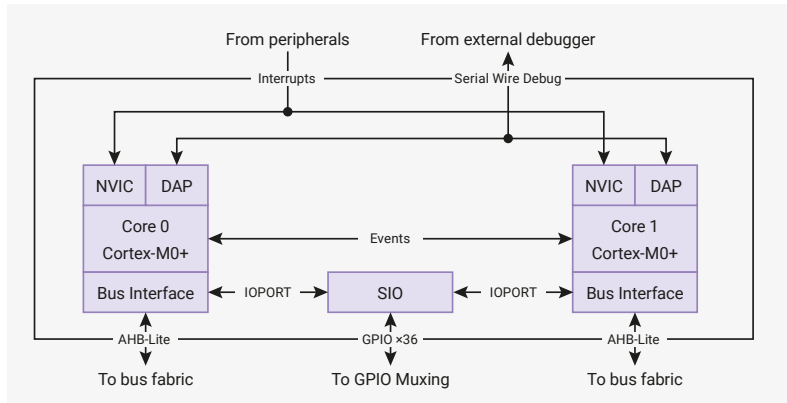 From peripherals
From external debugger
Interrupts
Serial Wire Debug
NVIC
DAP
NVIC
DAP
Core 0
Cortex-M0+
Events
Core 1
Cortex-M0+
Bus Interface
IOPORT
SIO
IOPORT
Bus Interface
AHB-Lite
GPIO ×36
AHB-Lite
To bus fabric
To GPIO Muxing
To bus fabric